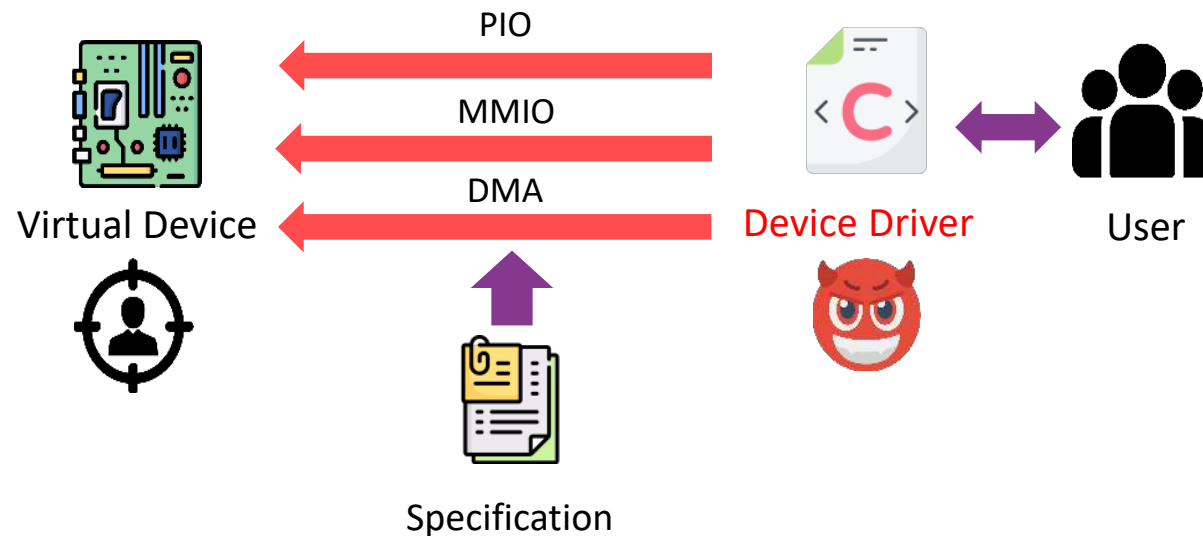 PIO
MMIO
DMA
< C >
Virtual Device
Device Driver
User
Specification